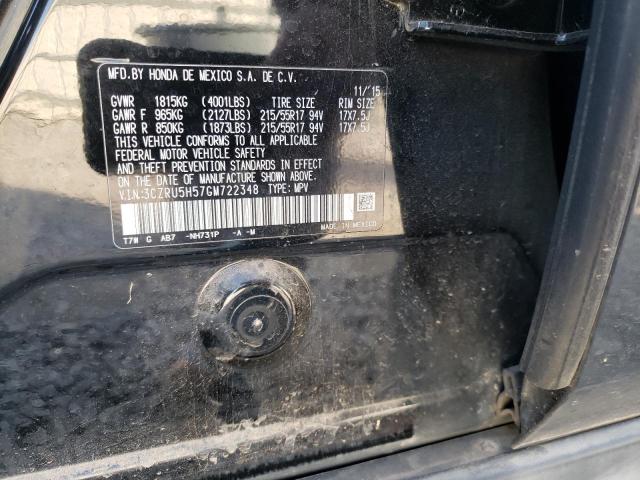 MFD.BY HONDA DE MEXICO S.A. DE C.V.
11/'15
GVWR 1815KG (4001LBS) TIRE SIZE RIM SIZE
GAWR F 965KG (2127LBS) 215/55R17 94V 17X7.5J
GAWR R 850KG (1873LBS) 215/55R17 94V 17X7.5J
THIS VEHICLE CONFORMS TO ALL APPLICABLE
FEDERAL MOTOR VEHICLE SAFETY
AND THEFT PREVENTION STANDARDS IN EFFECT
ON THE DATE OF MANUFACTURE SHOWN ABOVE.
V.I.N.:3CZRU5H57GM722348 TYPE: MPV
T7W G AB7 -NH731P -A -M
MADE IN MEXICO